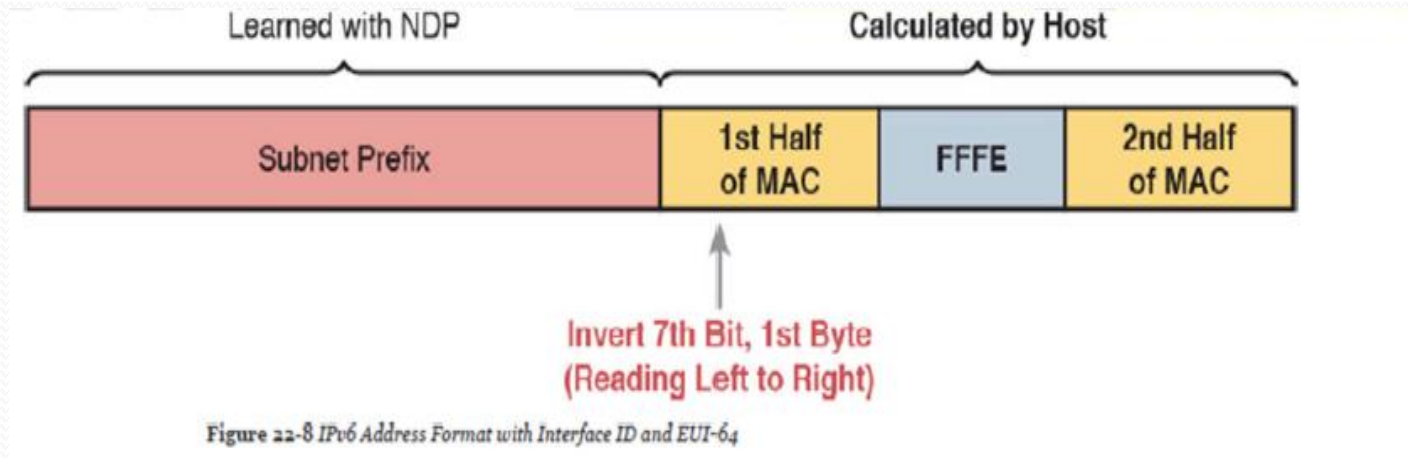 Learned with NDP
Calculated by Host
Subnet Prefix
1st Half
of MAC
FFFE
2nd Half
of MAC
Invert 7th Bit, 1st Byte
(Reading Left to Right)
Figure 22-8 IPv6 Address Format with Interface ID and EUI-64